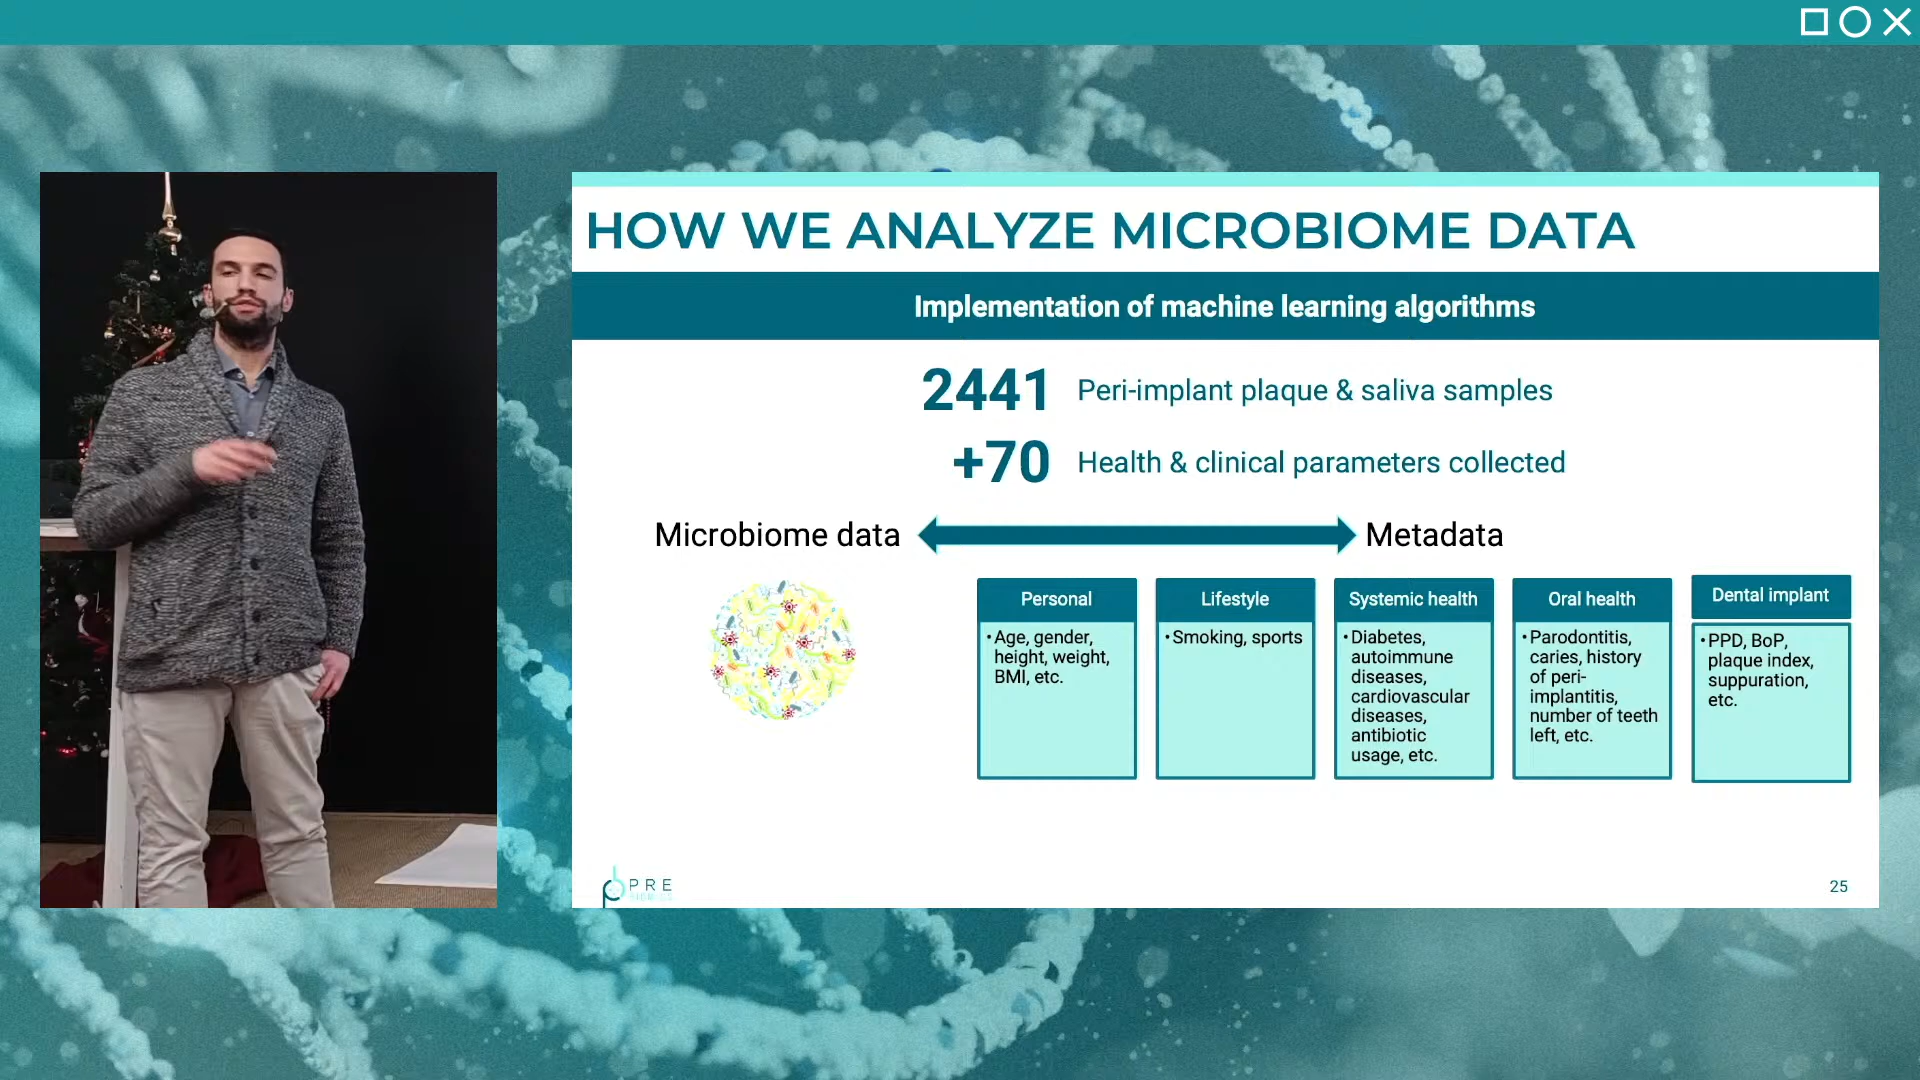 HOW WE ANALYZE MICROBIOME DATA
Implementation of machine learning algorithms
2441 Peri-implant plaque & saliva samples
+70 Health & clinical parameters collected
Microbiome data
Metadata
Personal
• Age, gender,
height, weight,
BMI, etc.
Lifestyle
• Smoking, sports
Systemic health
• Diabetes,
autoimmune
diseases,
cardiovascular
diseases,
antibiotic
usage, etc.
Oral health
• Parodontitis,
caries, history
of peri-
implantitis,
number of teeth
left, etc.
Dental implant
• PPD, BoP,
plaque index,
suppuration,
etc.
PRE
25